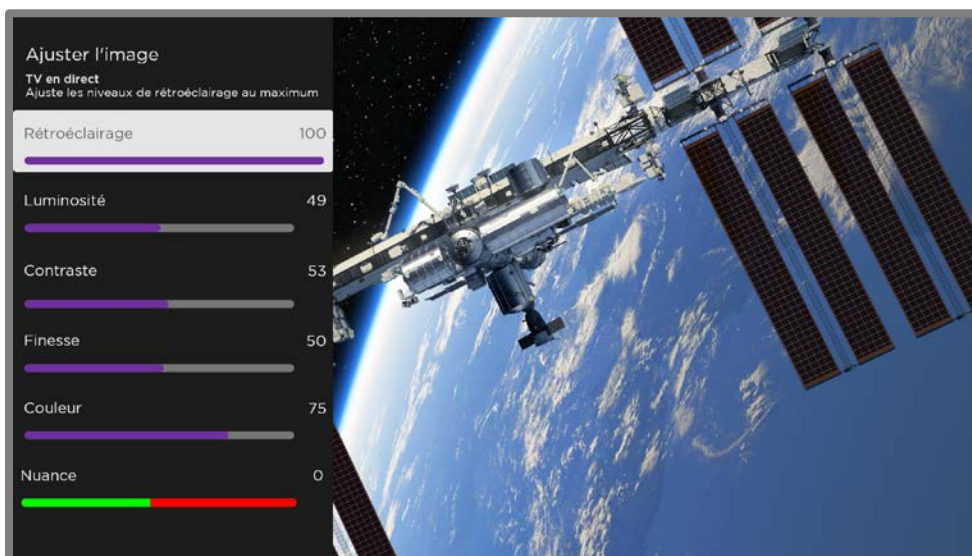 Ajuster l'image
TV en direct
Ajuste les niveaux de rétroéclairage au maximum
Rétroéclairage 100
Luminosité 49
Contraste 53
Finesse 50
Couleur 75
Nuance 0